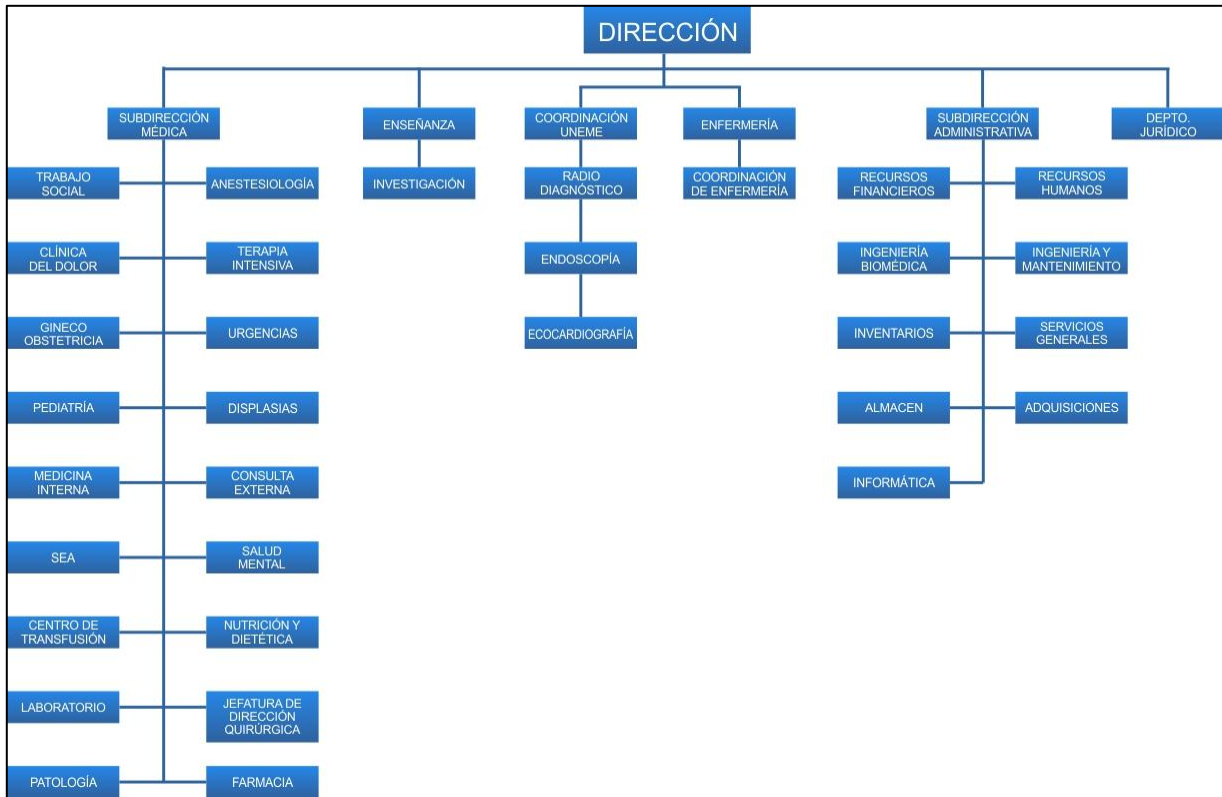 DIRECCIÓN
SUBDIRECCIÓN
MÉDICA
ENSEÑANZA
COORDINACIÓN
UNEME
ENFERMERÍA
SUBDIRECCIÓN
ADMINISTRATIVA
DEPTO.
JURÍDICO
TRABAJO
SOCIAL
ANESTESIOLOGÍA
INVESTIGACIÓN
RADIO
DIAGNÓSTICO
COORDINACIÓN
DE ENFERMERÍA
RECURSOS
FINANCIEROS
RECURSOS
HUMANOS
CLÍNICA
DEL DOLOR
TERAPIA
INTENSIVA
ENDOSCOPÍA
INGENIERÍA
BIOMÉDICA
INGENIERÍA Y
MANTENIMIENTO
GINECO
OBSTETRICIA
URGENCIAS
ECOCARDIOGRAFÍA
INVENTARIOS
SERVICIOS
GENERALES
PEDIATRÍA
DISPLASIAS
ALMACEN
ADQUISICIONES
MEDICINA
INTERNA
CONSULTA
EXTERNA
INFORMÁTICA
SEA
SALUD
MENTAL
CENTRO DE
TRANSFUSIÓN
NUTRICIÓN Y
DIETÉTICA
LABORATORIO
JEFATURA DE
DIRECCIÓN
QUIRÚRGICA
PATOLOGÍA
FARMACIA